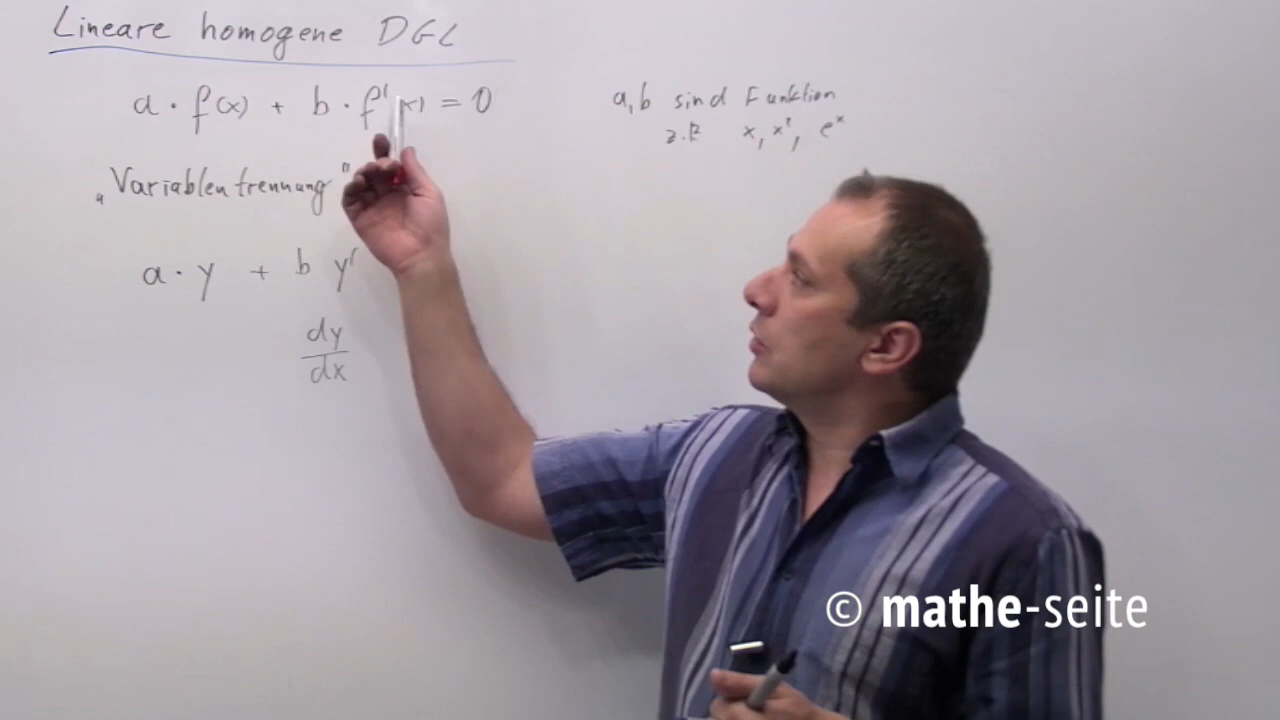 Lineare homogene DGL
a · f(x) + b · f'(x) = 0
a, b sind Funktion
z.B x, x², eˣ
„Variablentrennung"
a · y + b y'
dy
dx
© mathe-seite